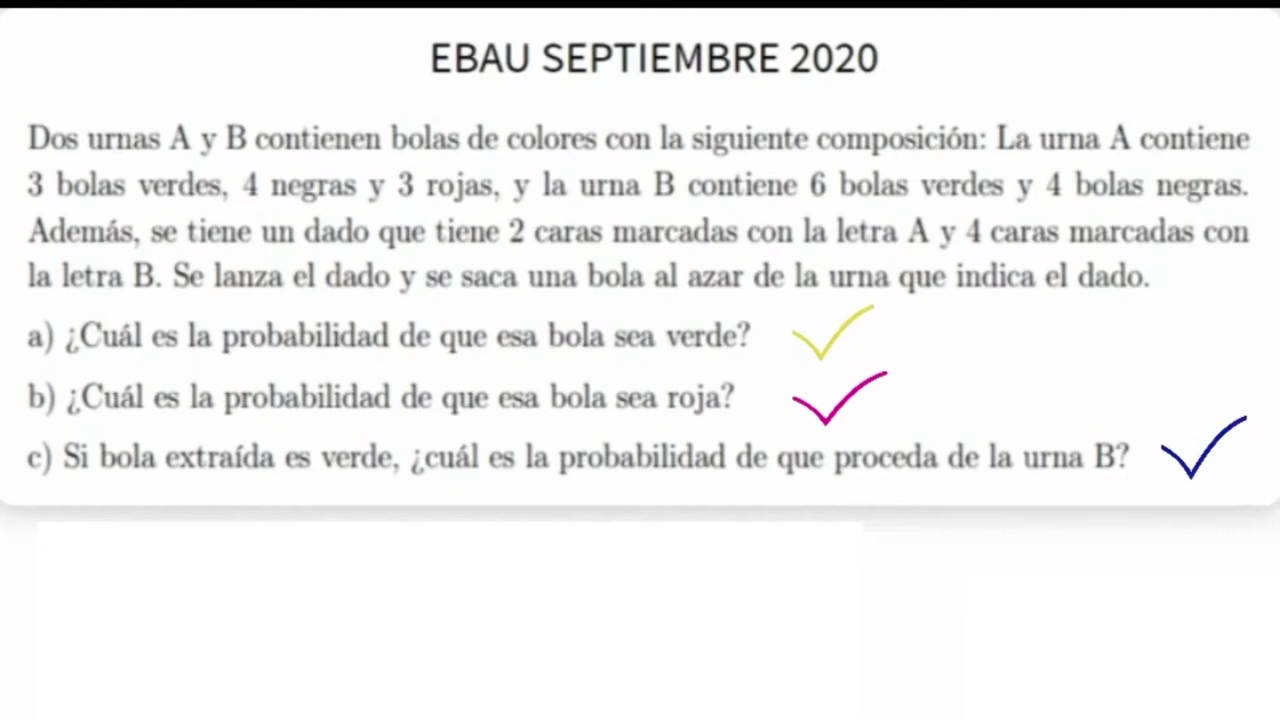 EBAU SEPTIEMBRE 2020
Dos urnas A y B contienen bolas de colores con la siguiente composición: La urna A contiene
3 bolas verdes, 4 negras y 3 rojas, y la urna B contiene 6 bolas verdes y 4 bolas negras.
Además, se tiene un dado que tiene 2 caras marcadas con la letra A y 4 caras marcadas con
la letra B. Se lanza el dado y se saca una bola al azar de la urna que indica el dado.
a) ¿Cuál es la probabilidad de que esa bola sea verde?
b) ¿Cuál es la probabilidad de que esa bola sea roja?
c) Si bola extraída es verde, ¿cuál es la probabilidad de que proceda de la urna B?